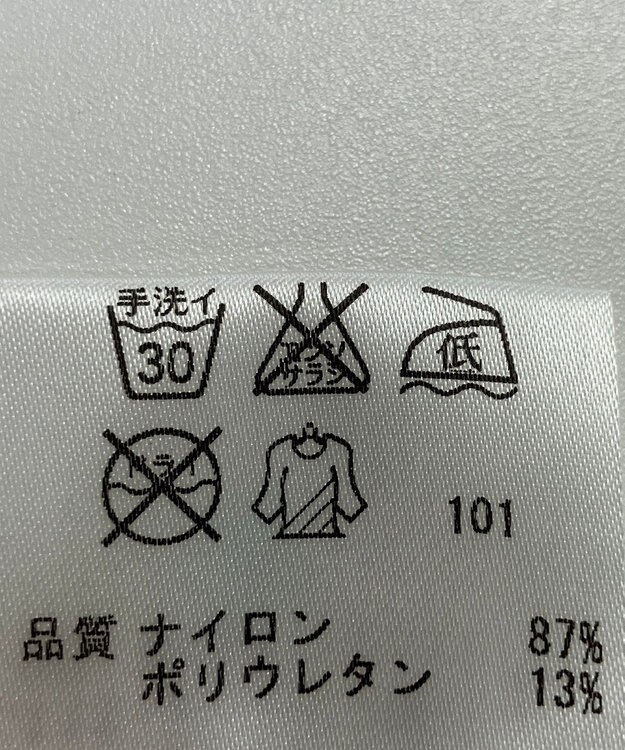 手洗イ
30
エンソ
サラシ
低
ドライ
101
品質 ナイロン 87%
ポリウレタン 13%